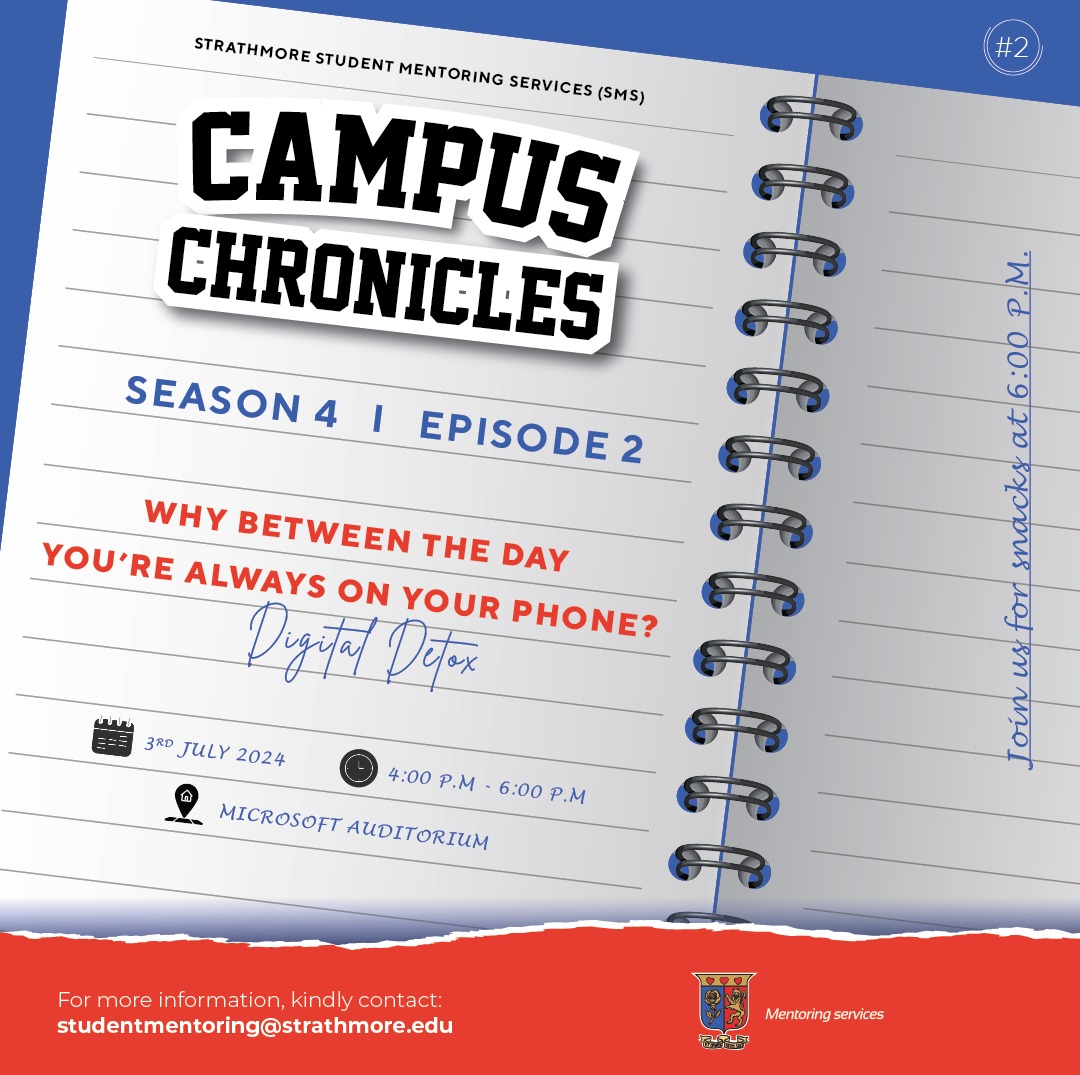 #2
STRATHMORE STUDENT MENTORING SERVICES (SMS)
CAMPUS
CHRONICLES
SEASON 4 | EPISODE 2
WHY BETWEEN THE DAY
YOU'RE ALWAYS ON YOUR PHONE?
Digital Detox
3RD JULY 2024
4:00 P.M - 6:00 P.M
MICROSOFT AUDITORIUM
Join us for snacks at 6:00 P.M.
For more information, kindly contact:
studentmentoring@strathmore.edu
Mentoring services